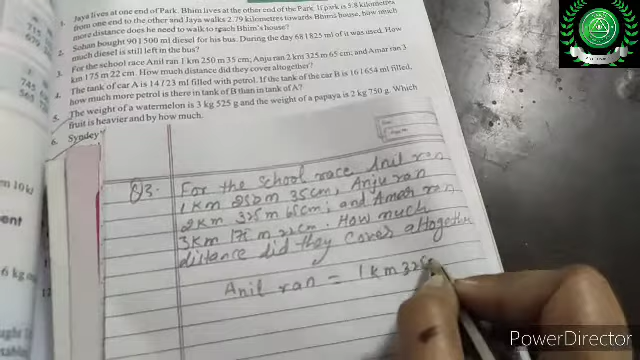 1. Jaya lives at one end of Park. Bhim lives at the other end of the Park. If park is 5.8 kilometres
from one end to the other and Jaya walks 2.79 kilometres towards Bhim's house, how much
more distance does he need to walk to reach Bhim's house?
2. Sohan bought 90 l 500 ml diesel for his bus. During the day 68 l 825 ml of it was used. How
much diesel is still left in the bus?
3. For the school race Anil ran 1 km 250 m 35 cm, Anju ran 2 km 325 m 65 cm; and Amar ran 3
km 175 m 22 cm. How much distance did they cover altogether?
4. The tank of car A is 14 l 23 ml filled with petrol. If the tank of the car B is 16 l 654 ml filled,
how much more petrol is there in tank of B than in tank of A?
5. The weight of a watermelon is 3 kg 525 g and the weight of a papaya is 2 kg 750 g. Which
fruit is heavier and by how much.
6.
Q3. For the school race Anil ran
1 km 250m 35cm, Anju ran
2km 325m 65cm; and Amar ran
3km 175 m 22cm. How much
distance did they cover altogether
Anil ran = 1 km
PowerDirector